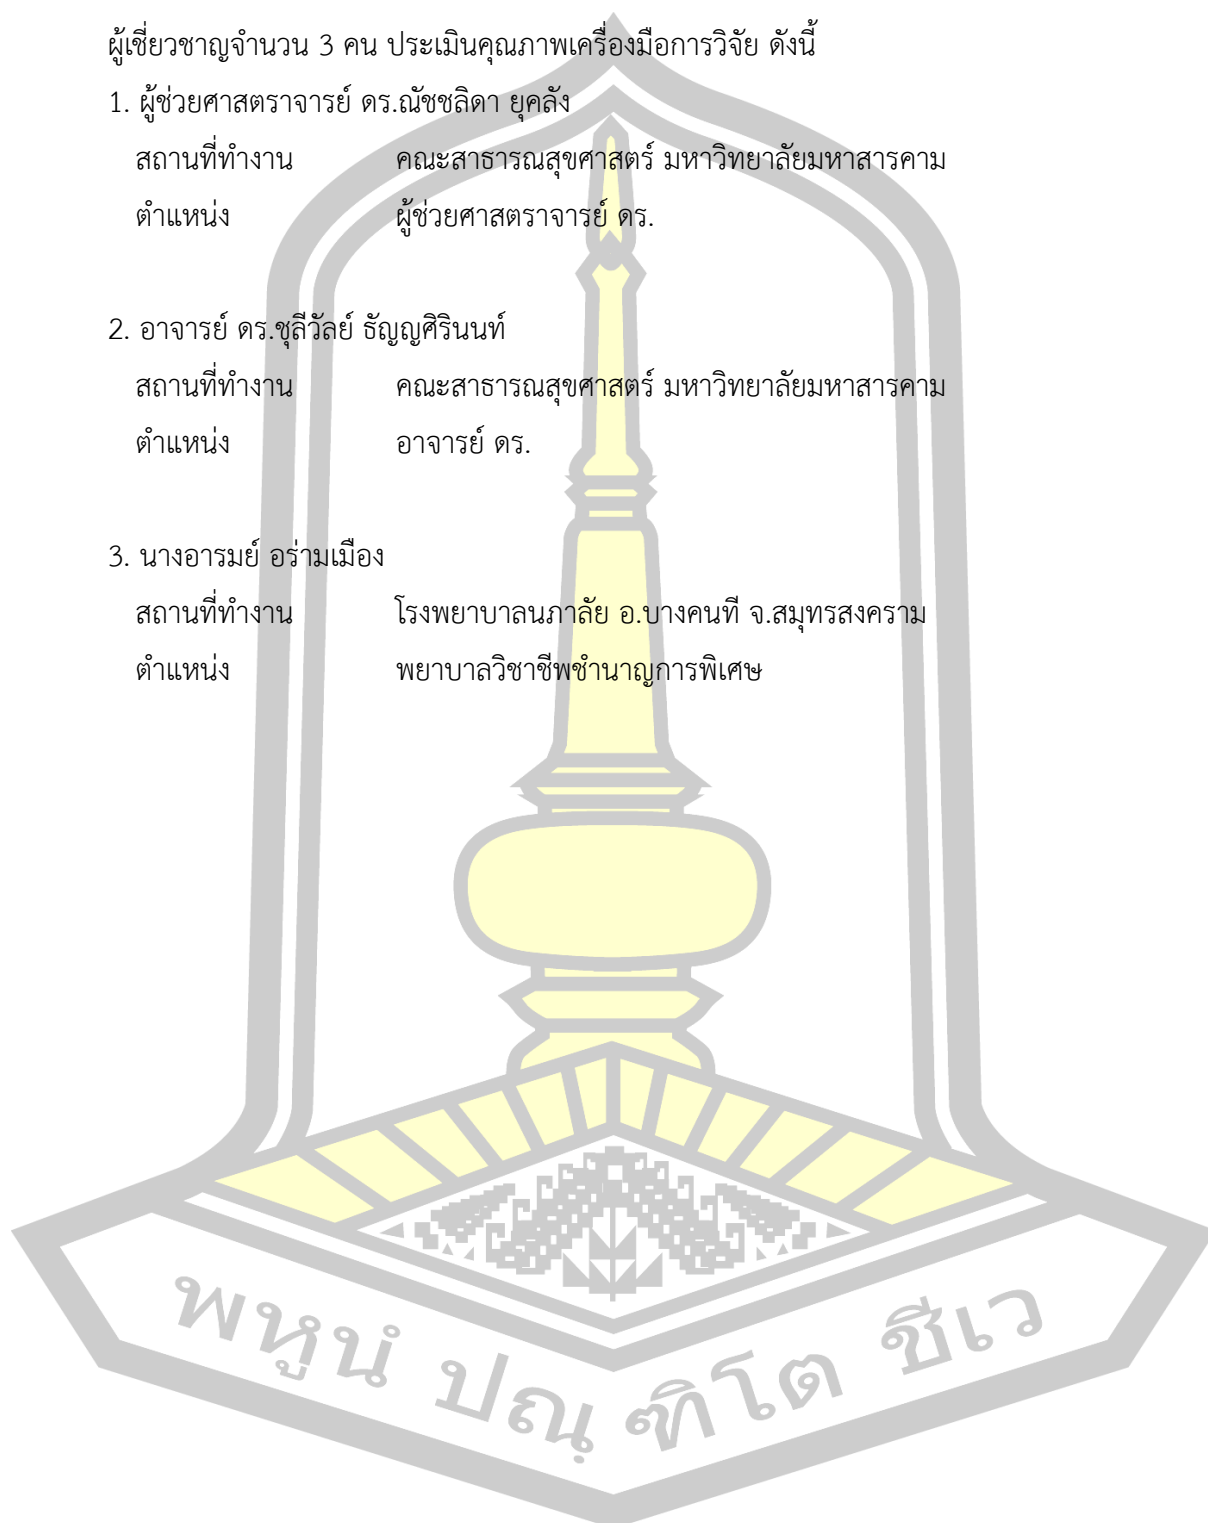 ผู้เชี่ยวชาญจำนวน 3 คน ประเมินคุณภาพเครื่องมือการวิจัย ดังนี้
1. ผู้ช่วยศาสตราจารย์ ดร.ณัชชลิดา ยุคลัง
สถานที่ทำงาน คณะสาธารณสุขศาสตร์ มหาวิทยาลัยมหาสารคาม
ตำแหน่ง ผู้ช่วยศาสตราจารย์ ดร.
2. อาจารย์ ดร.ชุลีวัลย์ ธัญญศิรินนท์
สถานที่ทำงาน คณะสาธารณสุขศาสตร์ มหาวิทยาลัยมหาสารคาม
ตำแหน่ง อาจารย์ ดร.
3. นางอารมย์ อร่ามเมือง
สถานที่ทำงาน โรงพยาบาลนภาลัย อ.บางคนที จ.สมุทรสงคราม
ตำแหน่ง พยาบาลวิชาชีพชำนาญการพิเศษ
พหูนํ ปณฺ ฑิโต ชีเว